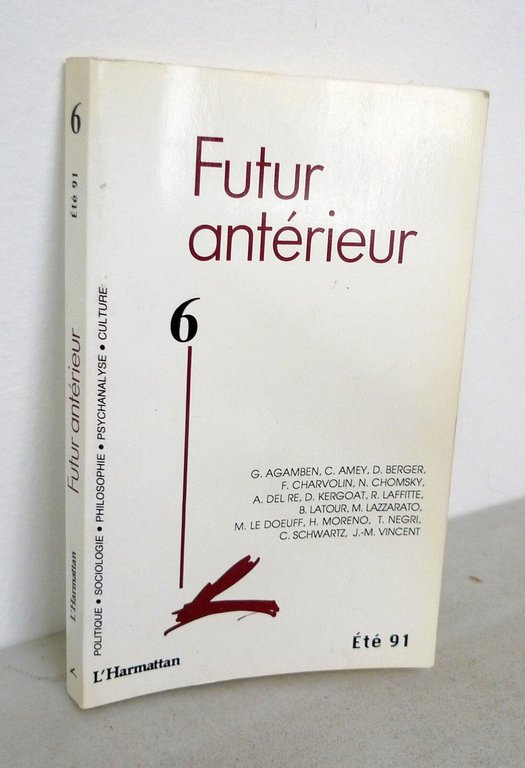 6
Été 91
Futur antérieur
L'Harmattan
POLITIQUE • SOCIOLOGIE • PHILOSOPHIE • PSYCHANALYSE • CULTURE
Futur
antérieur
6
G. AGAMBEN, C. AMEY, D. BERGER,
F. CHARVOLIN, N. CHOMSKY,
A. DEL RE, D. KERGOAT, R. LAFFITTE,
B. LATOUR, M. LAZZARATO,
M. LE DOEUFF, H. MORENO, T. NEGRI,
C. SCHWARTZ, J.-M. VINCENT
Été 91
L'Harmattan